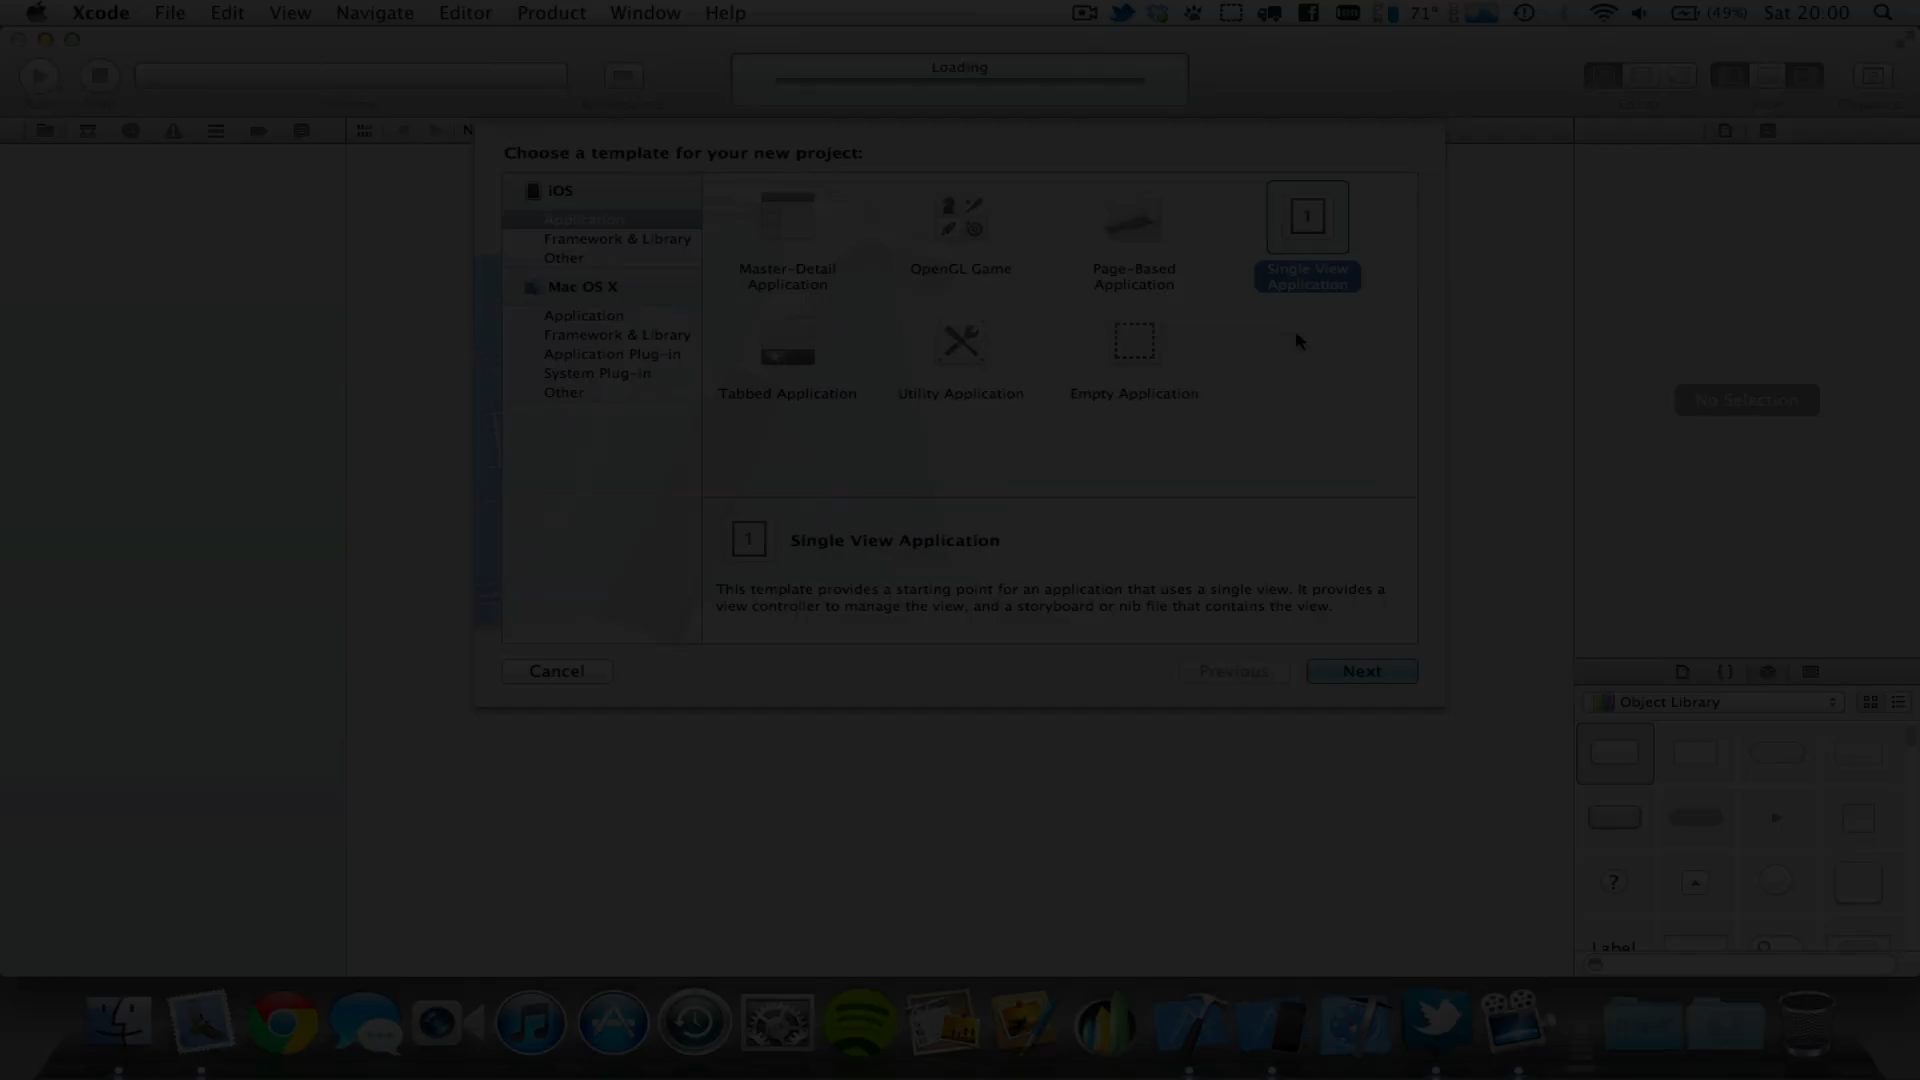 Xcode File Edit View Navigate Editor Product Window Help 71° (49%) Sat 20.00
Loading
N
Choose a template for your new project:
iOS
Application
Framework & Library
Other
Mac OS X
Application
Framework & Library
Application Plug-in
System Plug-in
Other
Master-Detail
Application
OpenGL Game
Page-Based
Application
1
Single View
Application
Tabbed Application
Utility Application
Empty Application
1
Single View Application
This template provides a starting point for an application that uses a single view. It provides a
view controller to manage the view, and a storyboard or nib file that contains the view.
Cancel
Previous
Next
No Selection
{ }
Object Library
?
Label